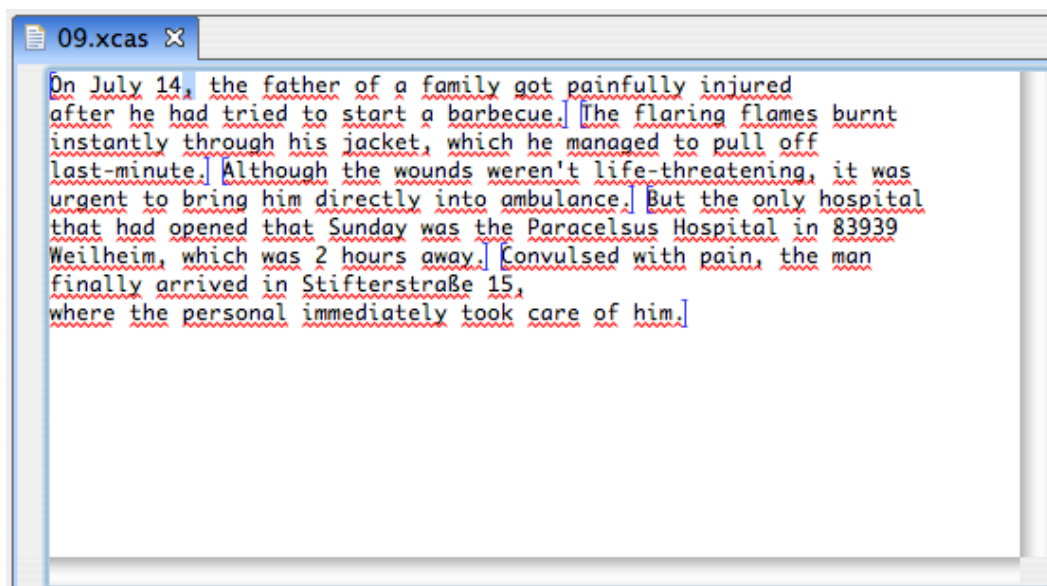 09.xcas
On July 14, the father of a family got painfully injured
after he had tried to start a barbecue. The flaring flames burnt
instantly through his jacket, which he managed to pull off
last-minute. Although the wounds weren't life-threatening, it was
urgent to bring him directly into ambulance. But the only hospital
that had opened that Sunday was the Paracelsus Hospital in 83939
Weilheim, which was 2 hours away. Convulsed with pain, the man
finally arrived in Stifterstraße 15,
where the personal immediately took care of him.